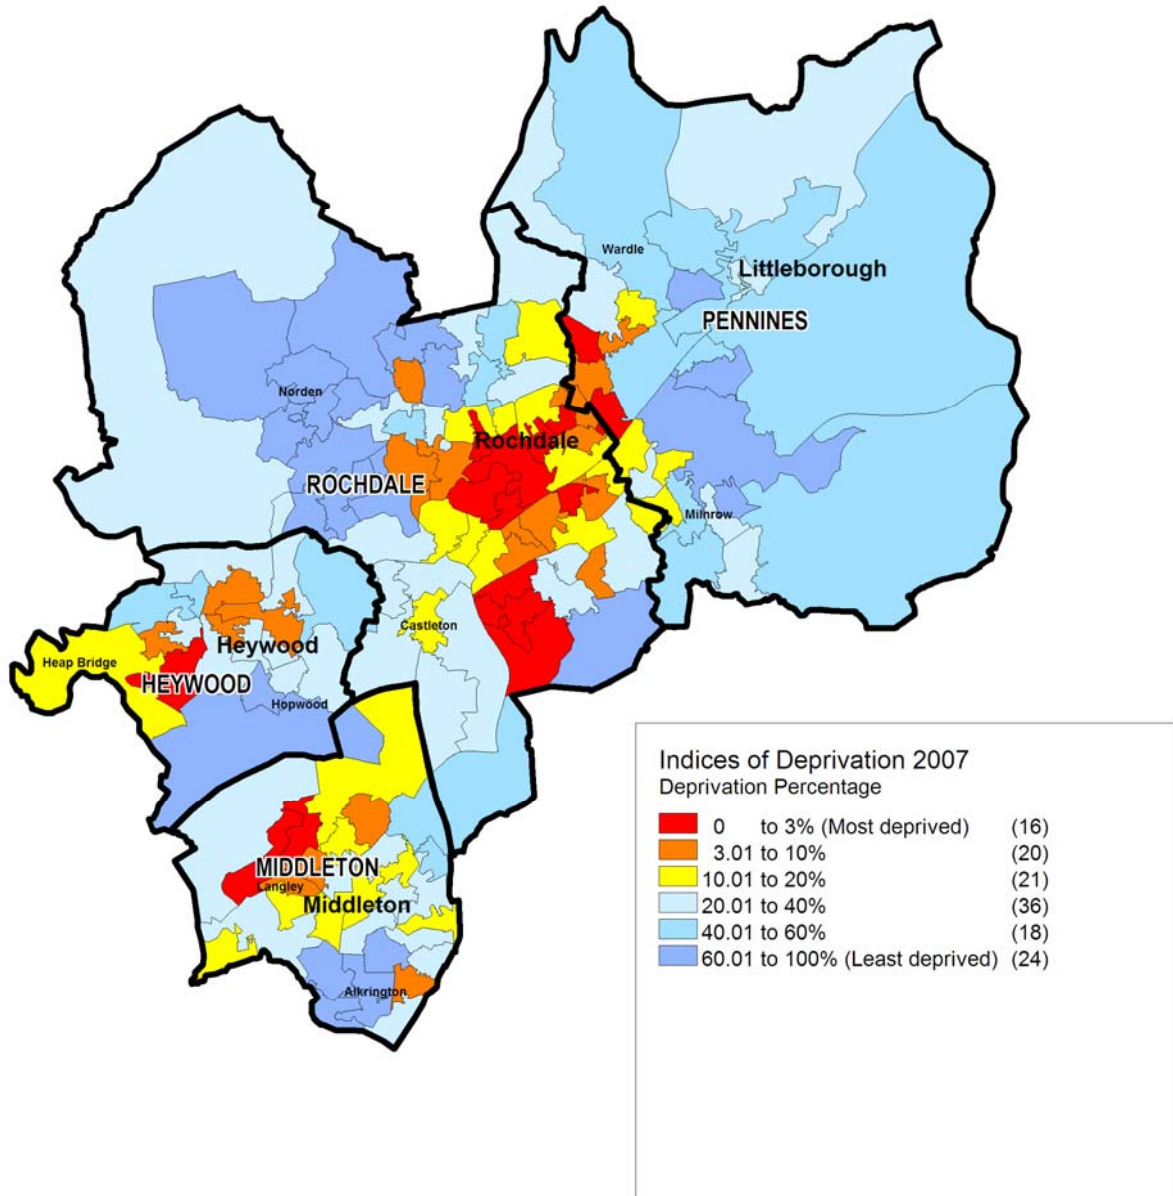 Wardle
Littleborough
PENNINES
Norden
Rochdale
ROCHDALE
Milnrow
Castleton
Heywood
Heap Bridge
HEYWOOD
Hopwood
MIDDLETON
Langley
Middleton
Alkrington
Indices of Deprivation 2007
Deprivation Percentage
0 to 3% (Most deprived) (16)
3.01 to 10% (20)
10.01 to 20% (21)
20.01 to 40% (36)
40.01 to 60% (18)
60.01 to 100% (Least deprived) (24)